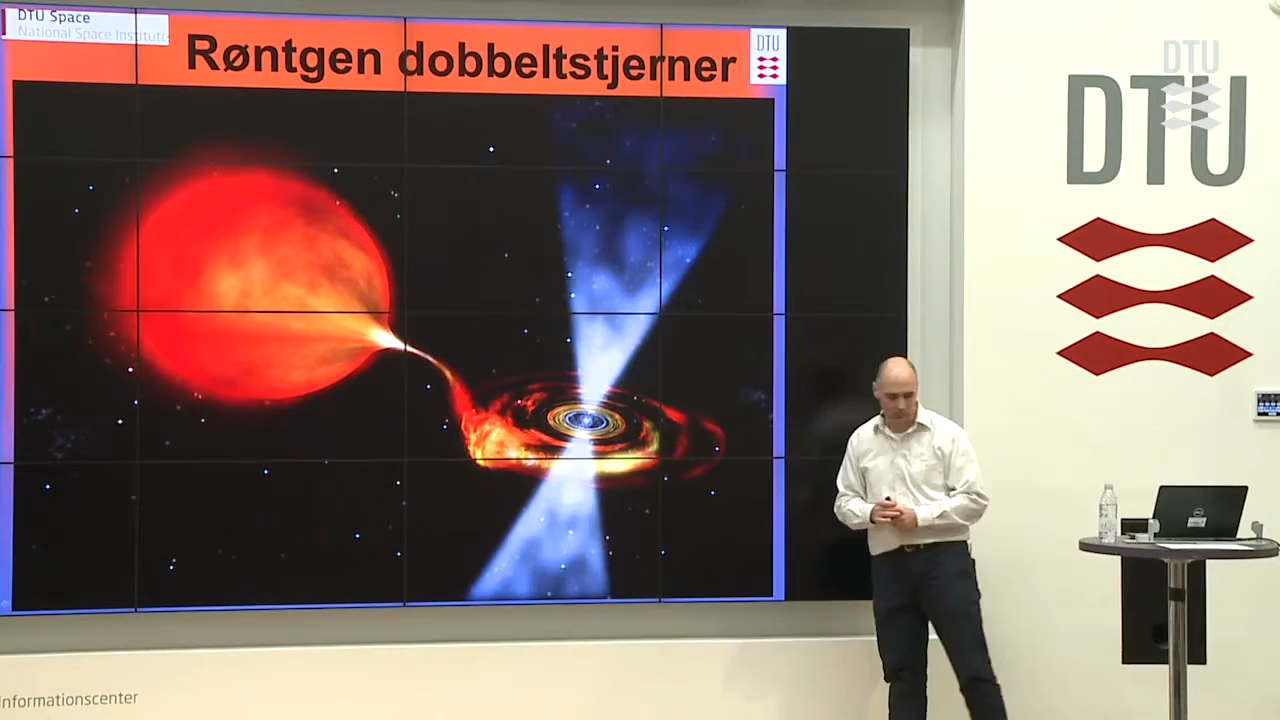 DTU Space
National Space Institute
Røntgen dobbeltstjerner
DTU
DTU
DTU
Informationscenter